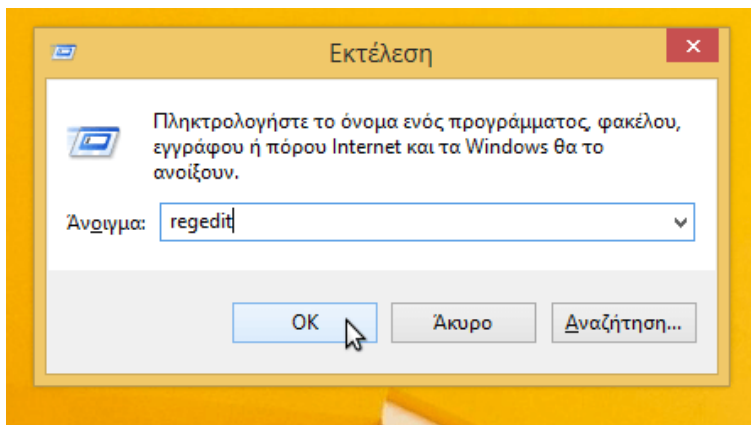 Εκτέλεση
Πληκτρολογήστε το όνομα ενός προγράμματος, φακέλου,
εγγράφου ή πόρου Internet και τα Windows θα το
ανοίξουν.
Άνοιγμα: regedit
OK Άκυρο Αναζήτηση...